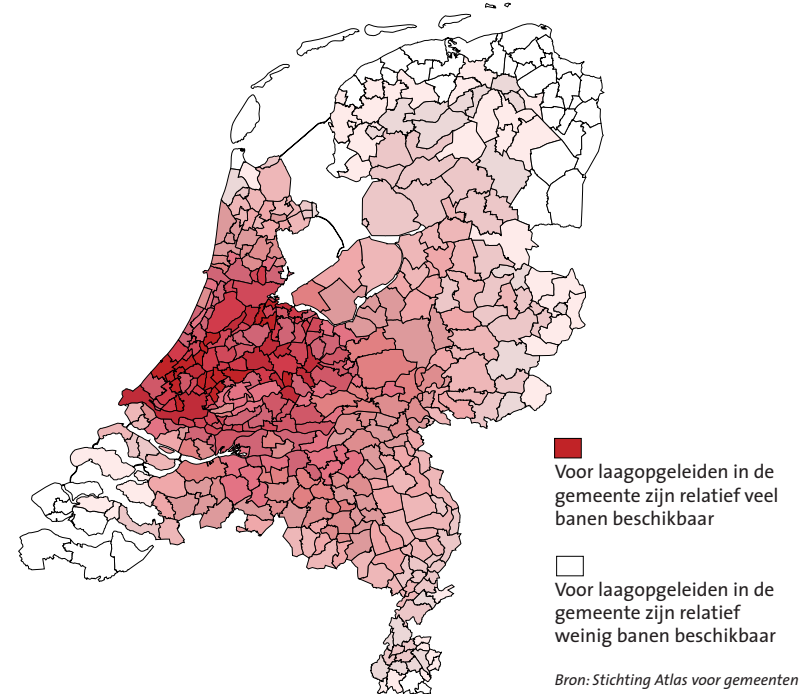 Voor laagopgeleiden in de
gemeente zijn relatief veel
banen beschikbaar
Voor laagopgeleiden in de
gemeente zijn relatief
weinig banen beschikbaar
Bron: Stichting Atlas voor gemeenten